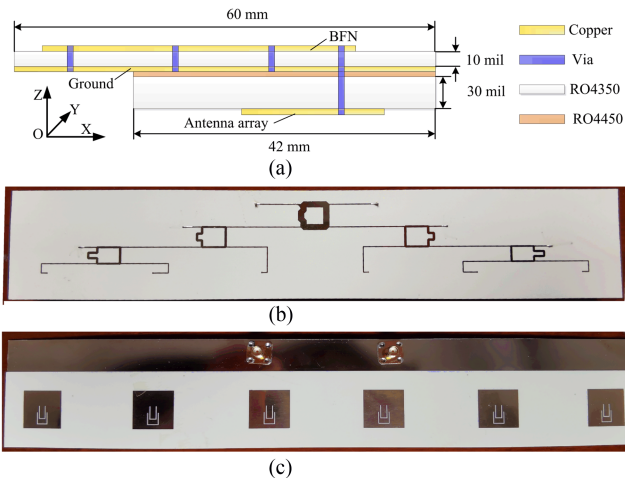 60 mm
BFN
Copper
Via
10 mil
Ground
RO4350
30 mil
Z
Y
O
X
Antenna array
RO4450
42 mm
(a)
(b)
(c)